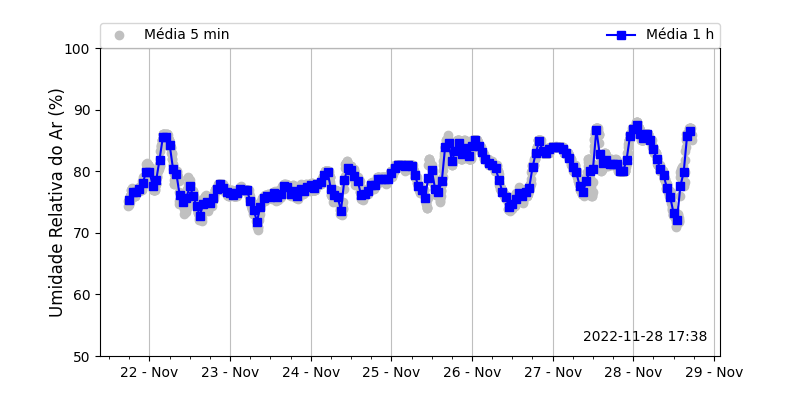 Média 5 min
Média 1 h
Umidade Relativa do Ar (%)
100
90
80
70
60
50
2022-11-28 17:38
22 - Nov
23 - Nov
24 - Nov
25 - Nov
26 - Nov
27 - Nov
28 - Nov
29 - Nov